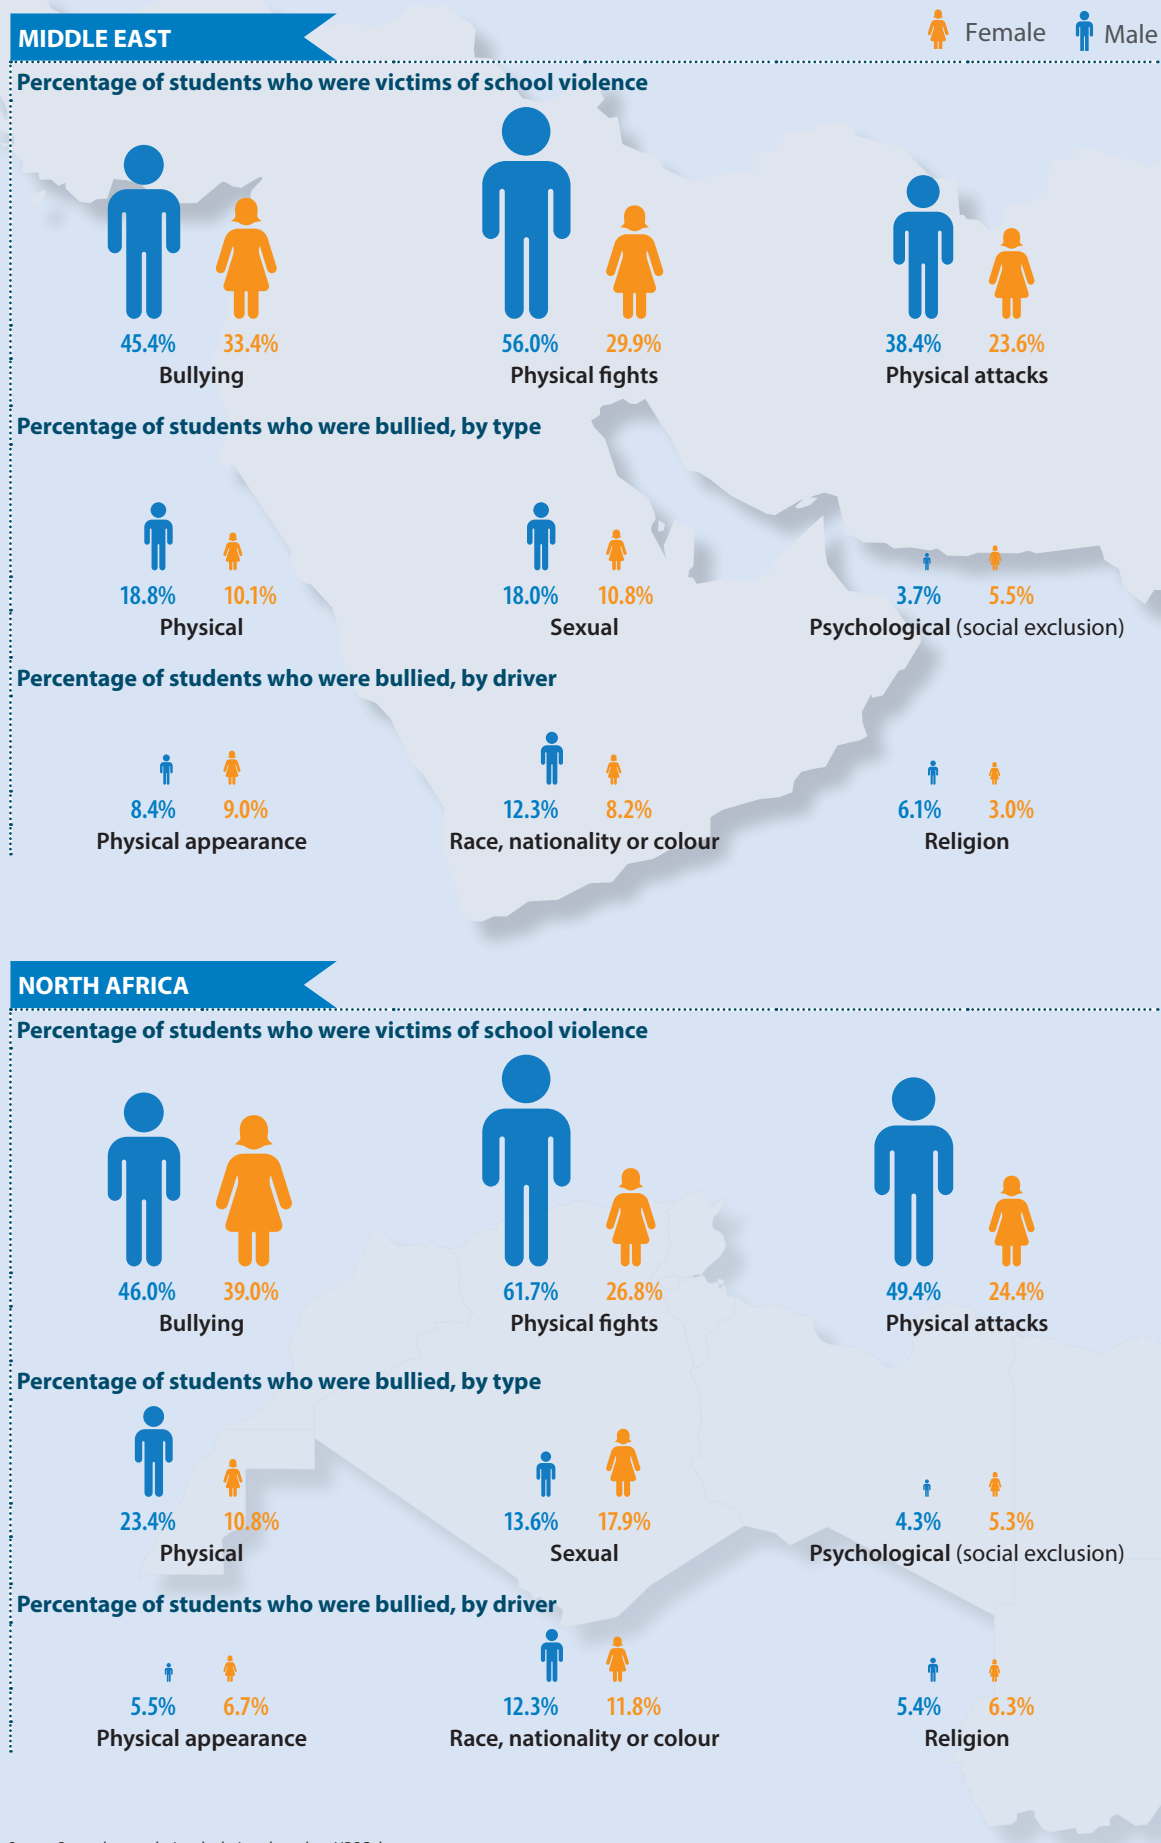 MIDDLE EAST
Female Male
Percentage of students who were victims of school violence
45.4% 33.4% 56.0% 29.9% 38.4% 23.6%
Bullying Physical fights Physical attacks
Percentage of students who were bullied, by type
18.8% 10.1% 18.0% 10.8% 3.7% 5.5%
Physical Sexual Psychological (social exclusion)
Percentage of students who were bullied, by driver
8.4% 9.0% 12.3% 8.2% 6.1% 3.0%
Physical appearance Race, nationality or colour Religion
NORTH AFRICA
Percentage of students who were victims of school violence
46.0% 39.0% 61.7% 26.8% 49.4% 24.4%
Bullying Physical fights Physical attacks
Percentage of students who were bullied, by type
23.4% 10.8% 13.6% 17.9% 4.3% 5.3%
Physical Sexual Psychological (social exclusion)
Percentage of students who were bullied, by driver
5.5% 6.7% 12.3% 11.8% 5.4% 6.3%
Physical appearance Race, nationality or colour Religion